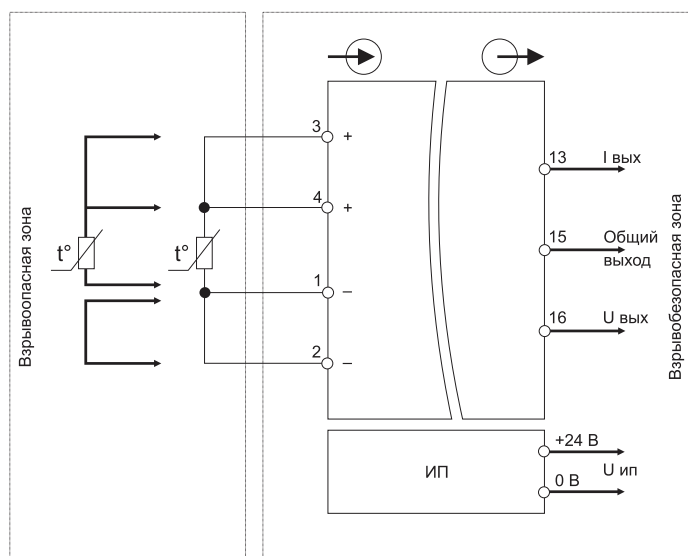 Взрывоопасная зона
t°
t°
3
+
4
+
1
–
2
–
13
I вых
15
Общий
выход
16
U вых
Взрывобезопасная зона
ИП
+24 В
U ип
0 В